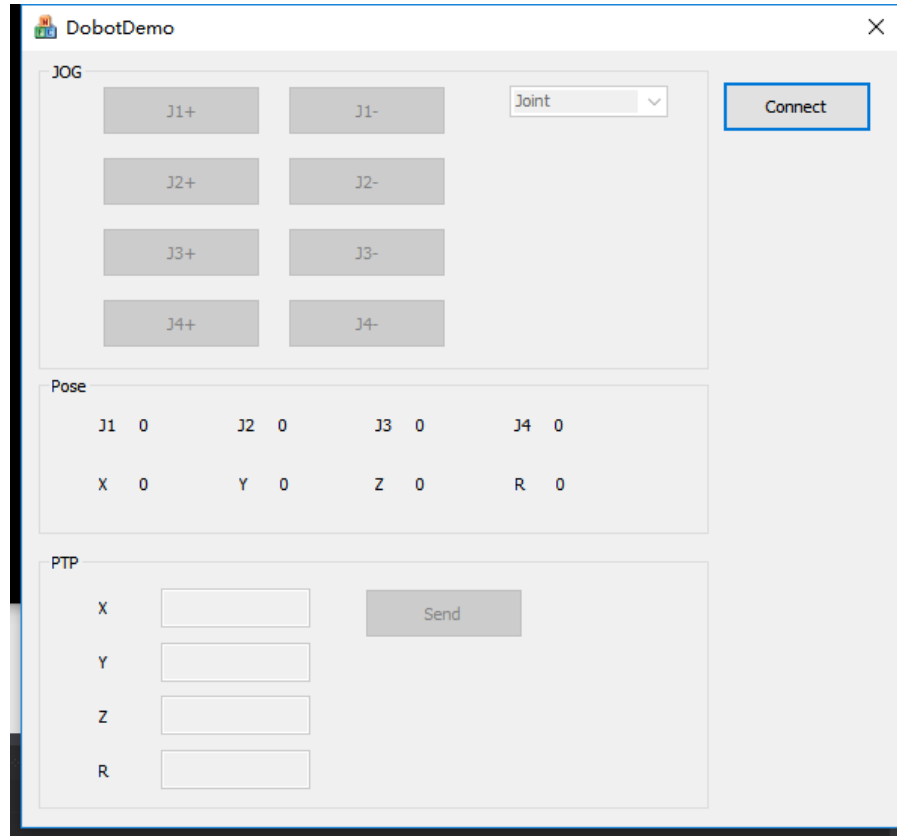 DobotDemo
JOG
J1+ J1- Joint Connect
J2+ J2-
J3+ J3-
J4+ J4-
Pose
J1 0 J2 0 J3 0 J4 0
X 0 Y 0 Z 0 R 0
PTP
X Send
Y
Z
R